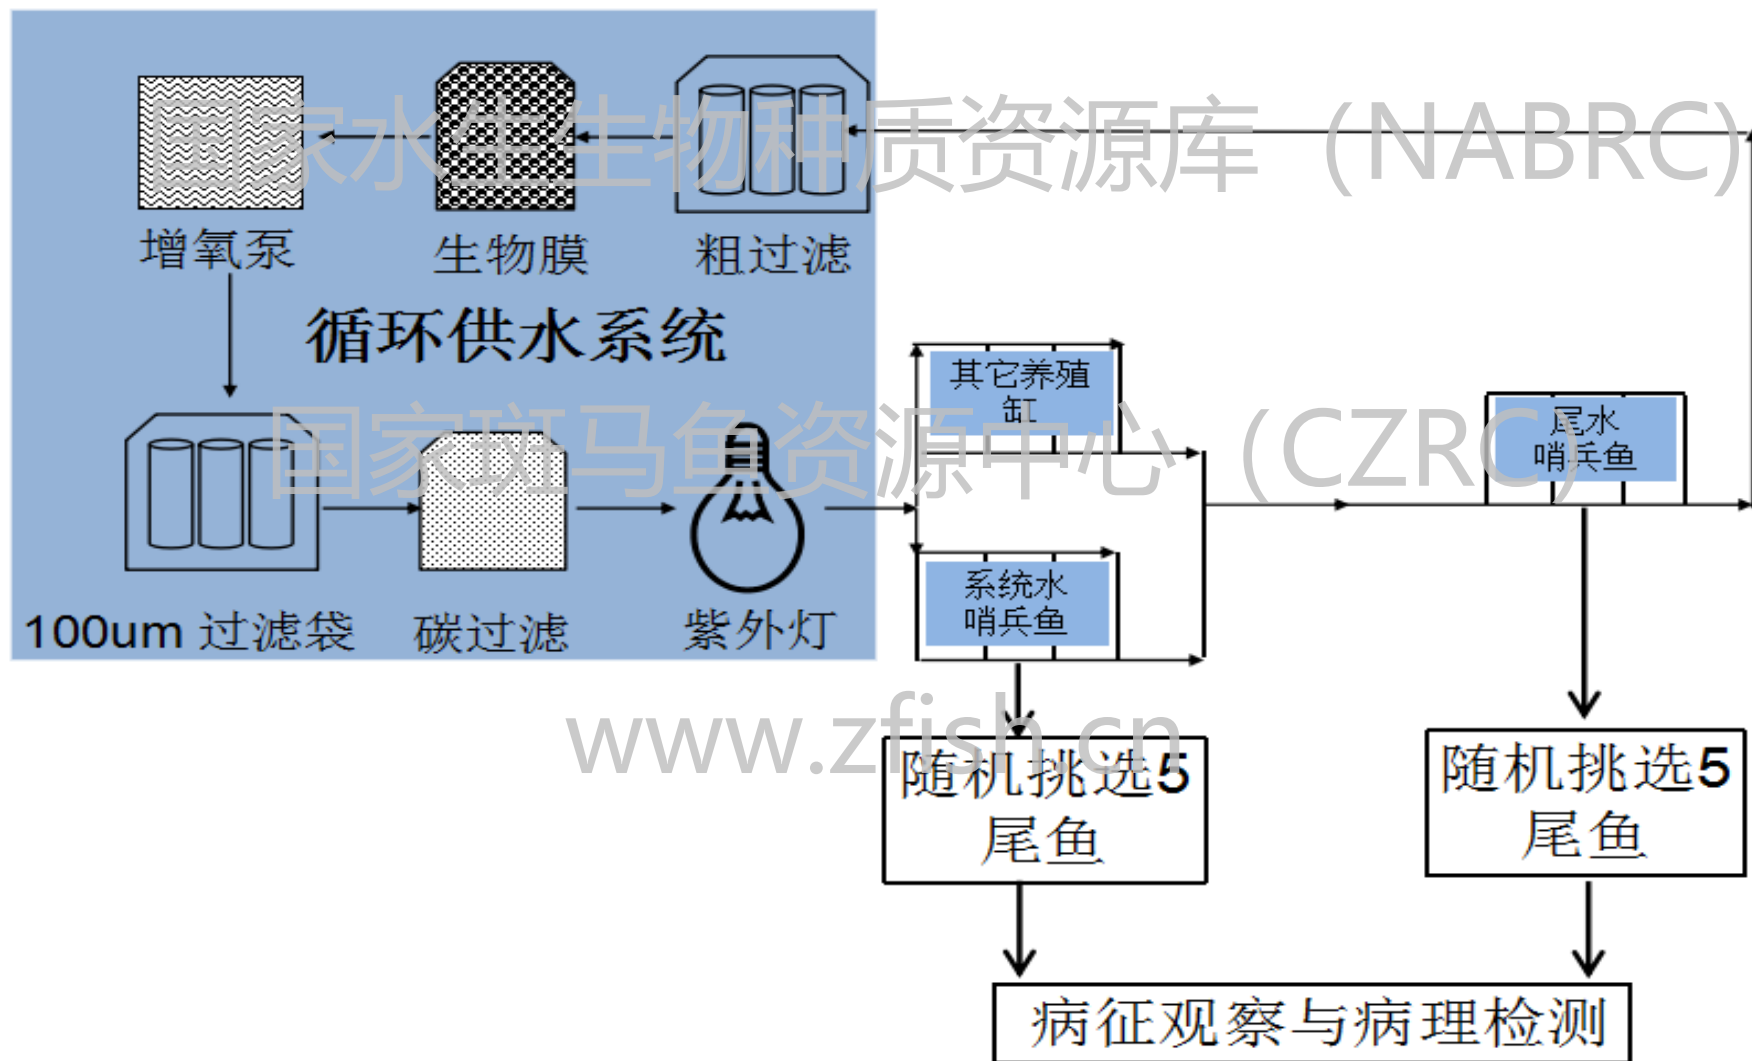 国家水生生物种质资源库（NABRC）
增氧泵
生物膜
粗过滤
循环供水系统
其它养殖
缸
尾水
哨兵鱼
国家斑马鱼资源中心（CZRC）
系统水
哨兵鱼
100um 过滤袋
碳过滤
紫外灯
www.zfish.cn
随机挑选5
尾鱼
随机挑选5
尾鱼
病征观察与病理检测